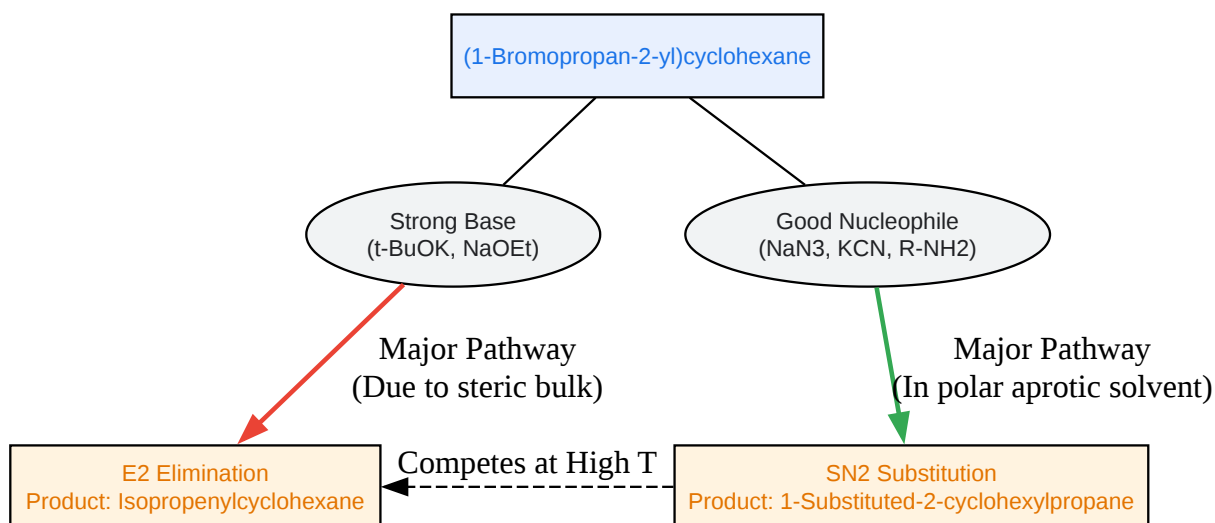 (1-Bromopropan-2-yl)cyclohexane
Strong Base
(t-BuOK, NaOEt)
Good Nucleophile
(NaN3, KCN, R-NH2)
Major Pathway
(Due to steric bulk)
Major Pathway
(In polar aprotic solvent)
E2 Elimination
Product: Isopropenylcyclohexane
Competes at High T
SN2 Substitution
Product: 1-Substituted-2-cyclohexylpropane